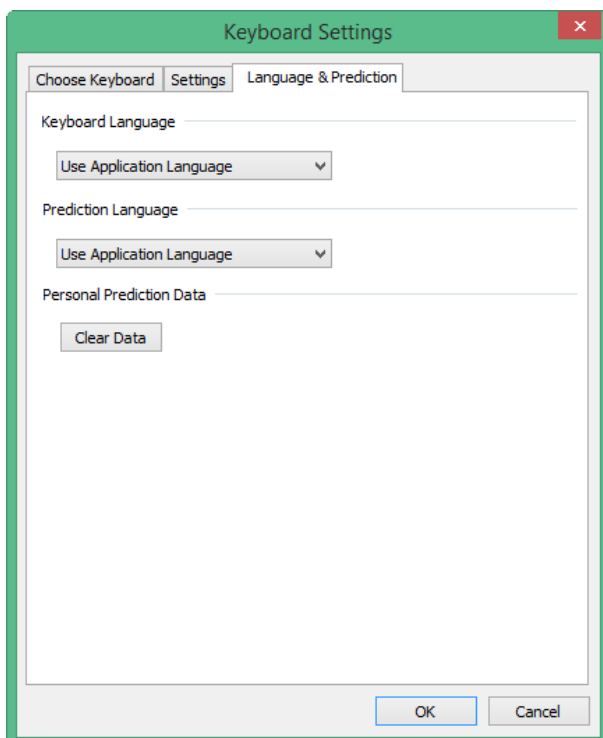 Keyboard Settings
Choose Keyboard Settings Language & Prediction
Keyboard Language
Use Application Language
Prediction Language
Use Application Language
Personal Prediction Data
Clear Data
OK Cancel